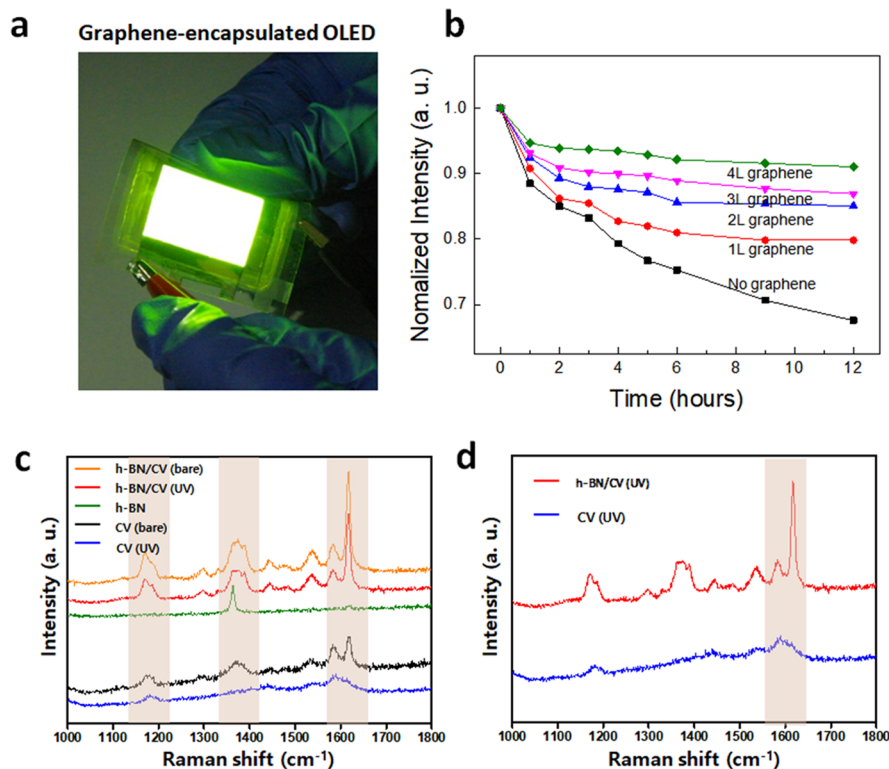 a
Graphene-encapsulated OLED
b
Nomalized Intensity (a. u.)
1.0
0.9
0.8
0.7
4L graphene
3L graphene
2L graphene
1L graphene
No graphene
0 2 4 6 8 10 12
Time (hours)
c
h-BN/CV (bare)
h-BN/CV (UV)
h-BN
CV (bare)
CV (UV)
Intensity (a. u.)
1000 1100 1200 1300 1400 1500 1600 1700 1800
Raman shift (cm⁻¹)
d
h-BN/CV (UV)
CV (UV)
Intensity (a. u.)
1000 1100 1200 1300 1400 1500 1600 1700 1800
Raman shift (cm⁻¹)